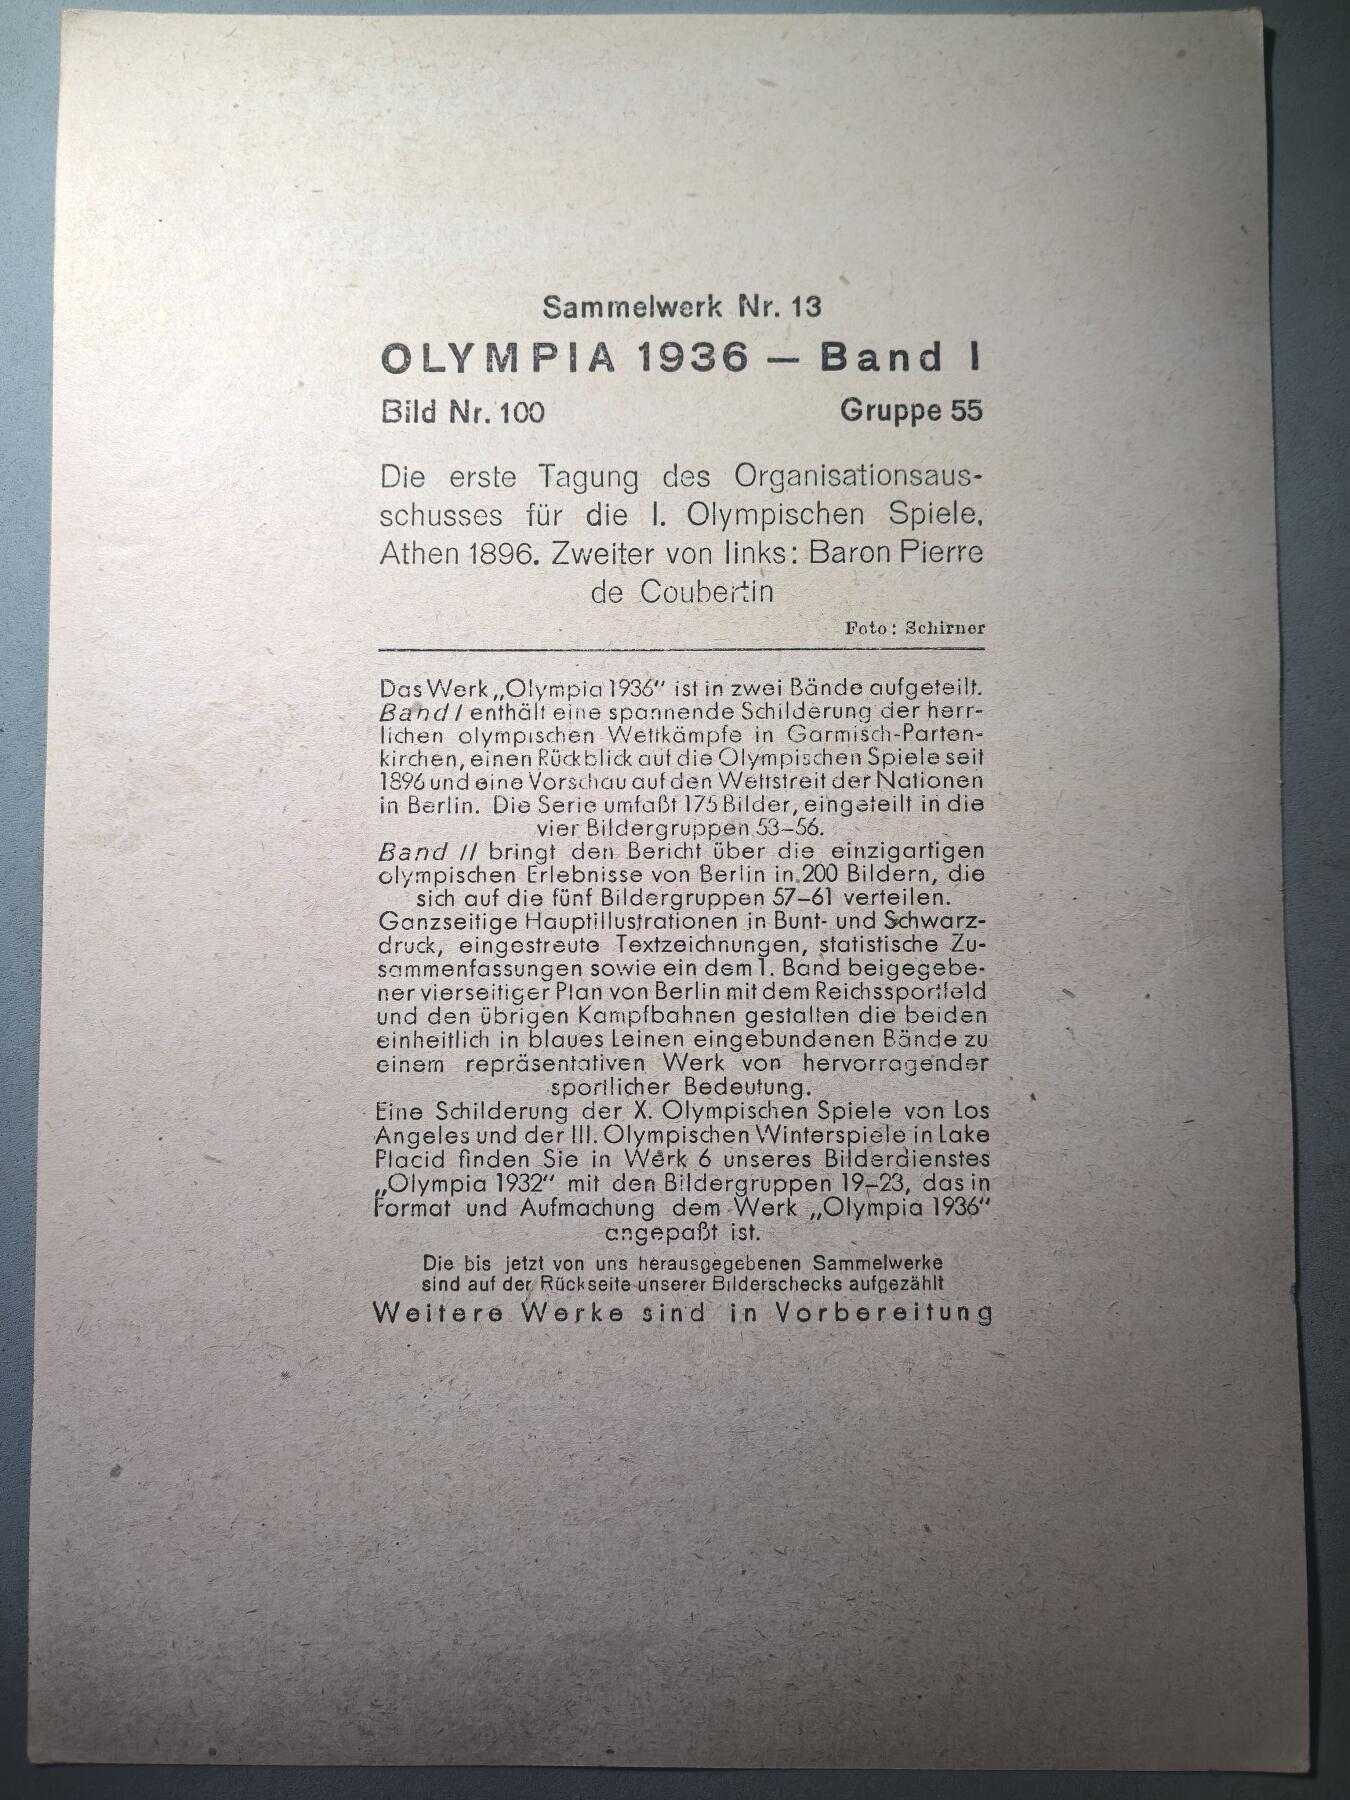 Sammelwerk Nr. 13
OLYMPIA 1936 — Band I
Bild Nr. 100 Gruppe 55
Die erste Tagung des Organisationsaus-
schusses für die I. Olympischen Spiele,
Athen 1896. Zweiter von links: Baron Pierre
de Coubertin
Foto: Schirner
Das Werk „Olympia 1936“ ist in zwei Bände aufgeteilt.
Band I enthält eine spannende Schilderung der herr-
lichen olympischen Wettkämpfe in Garmisch-Parten-
kirchen, einen Rückblick auf die Olympischen Spiele seit
1896 und eine Vorschau auf den Wettstreit der Nationen
in Berlin. Die Serie umfaßt 175 Bilder, eingeteilt in die
vier Bildergruppen 53–56.
Band II bringt den Bericht über die einzigartigen
olympischen Erlebnisse von Berlin in 200 Bildern, die
sich auf die fünf Bildergruppen 57–61 verteilen.
Ganzseitige Hauptillustrationen in Bunt- und Schwarz-
druck, eingestreute Textzeichnungen, statistische Zu-
sammenfassungen sowie ein dem 1. Band beigegebe-
ner vierseitiger Plan von Berlin mit dem Reichssportfeld
und den übrigen Kampfbahnen gestalten die beiden
einheitlich in blaues Leinen eingebundenen Bände zu
einem repräsentativen Werk von hervorragender
sportlicher Bedeutung.
Eine Schilderung der X. Olympischen Spiele von Los
Angeles und der III. Olympischen Winterspiele in Lake
Placid finden Sie in Werk 6 unseres Bilderdienstes
„Olympia 1932“ mit den Bildergruppen 19–23, das in
Format und Aufmachung dem Werk „Olympia 1936“
angepaßt ist.
Die bis jetzt von uns herausgegebenen Sammelwerke
sind auf der Rückseite unserer Bilderschecks aufgezählt
Weitere Werke sind in Vorbereitung